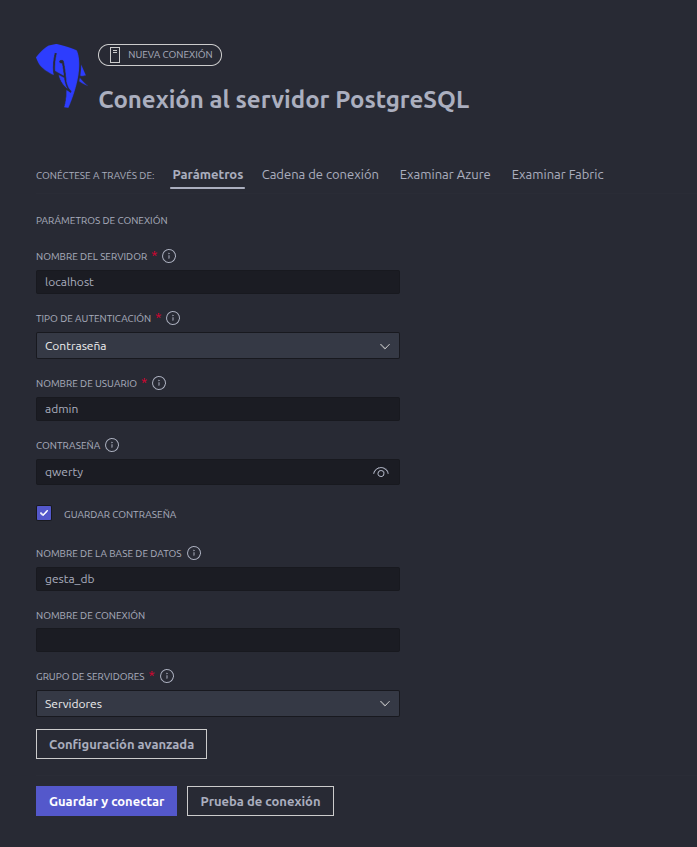 NUEVA CONEXIÓN
Conexión al servidor PostgreSQL
CONÉCTESE A TRAVÉS DE: Parámetros Cadena de conexión Examinar Azure Examinar Fabric
PARÁMETROS DE CONEXIÓN
NOMBRE DEL SERVIDOR *
localhost
TIPO DE AUTENTICACIÓN *
Contraseña
NOMBRE DE USUARIO *
admin
CONTRASEÑA
qwerty
GUARDAR CONTRASEÑA
NOMBRE DE LA BASE DE DATOS
gesta_db
NOMBRE DE CONEXIÓN
GRUPO DE SERVIDORES *
Servidores
Configuración avanzada
Guardar y conectar Prueba de conexión